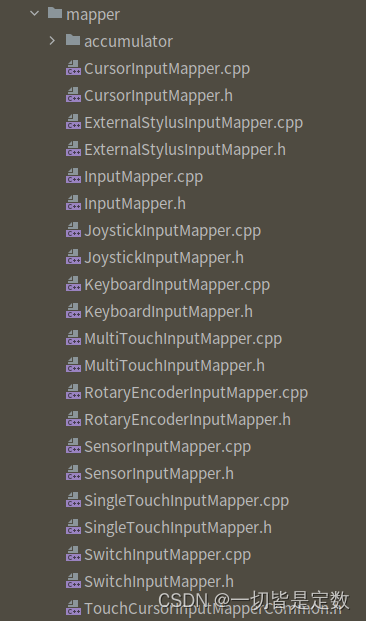 mapper
accumulator
CursorInputMapper.cpp
CursorInputMapper.h
ExternalStylusInputMapper.cpp
ExternalStylusInputMapper.h
InputMapper.cpp
InputMapper.h
JoystickInputMapper.cpp
JoystickInputMapper.h
KeyboardInputMapper.cpp
KeyboardInputMapper.h
MultiTouchInputMapper.cpp
MultiTouchInputMapper.h
RotaryEncoderInputMapper.cpp
RotaryEncoderInputMapper.h
SensorInputMapper.cpp
SensorInputMapper.h
SingleTouchInputMapper.cpp
SingleTouchInputMapper.h
SwitchInputMapper.cpp
SwitchInputMapper.h
TouchCursorInputMapperCommon.h
CSDN @一切皆是定数